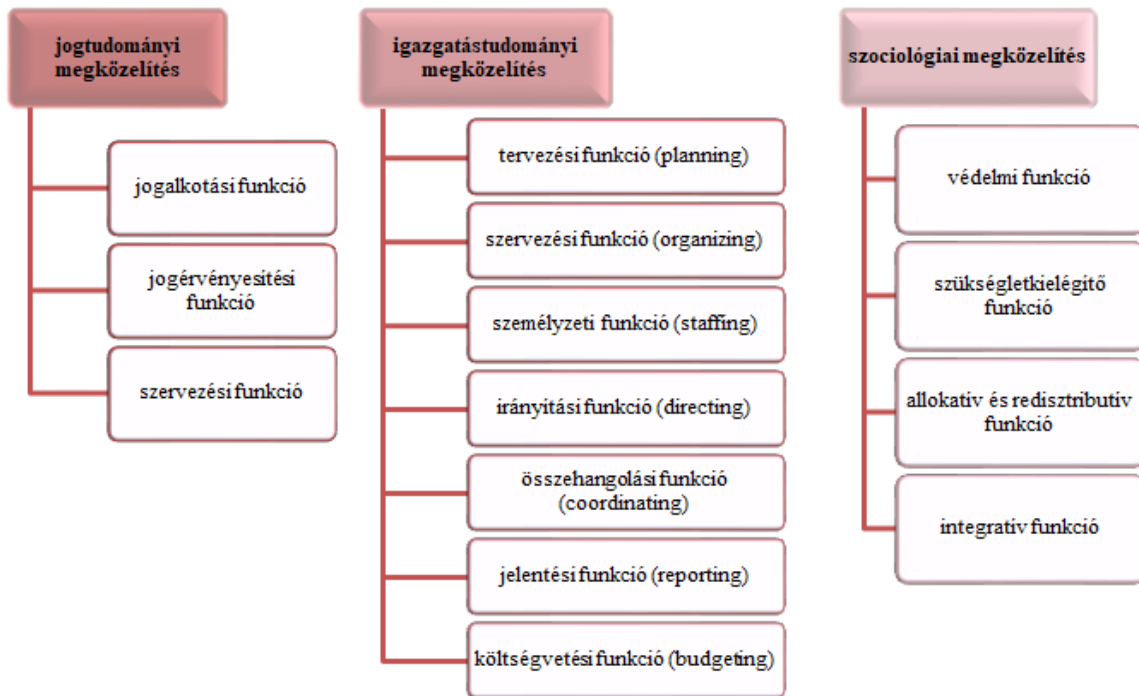 jogtudományi
megközelítés
jogalkotási funkció
jogérvényesítési
funkció
szervezési funkció
igazgatástudományi
megközelítés
tervezési funkció (planning)
szervezési funkció (organizing)
személyzeti funkció (staffing)
irányítási funkció (directing)
összehangolási funkció
(coordinating)
jelentési funkció (reporting)
költségvetési funkció (budgeting)
szociológiai megközelítés
védelmi funkció
szükségletkielégítő
funkció
allokatív és redisztributív
funkció
integratív funkció